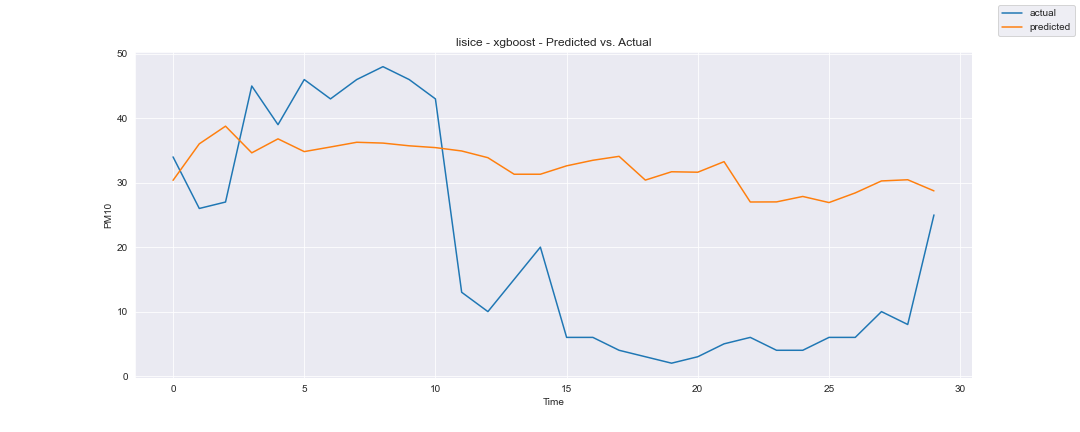 actual
predicted
lisice - xgboost - Predicted vs. Actual
50
40
30
20
10
0
PM10
0 5 10 15 20 25 30
Time